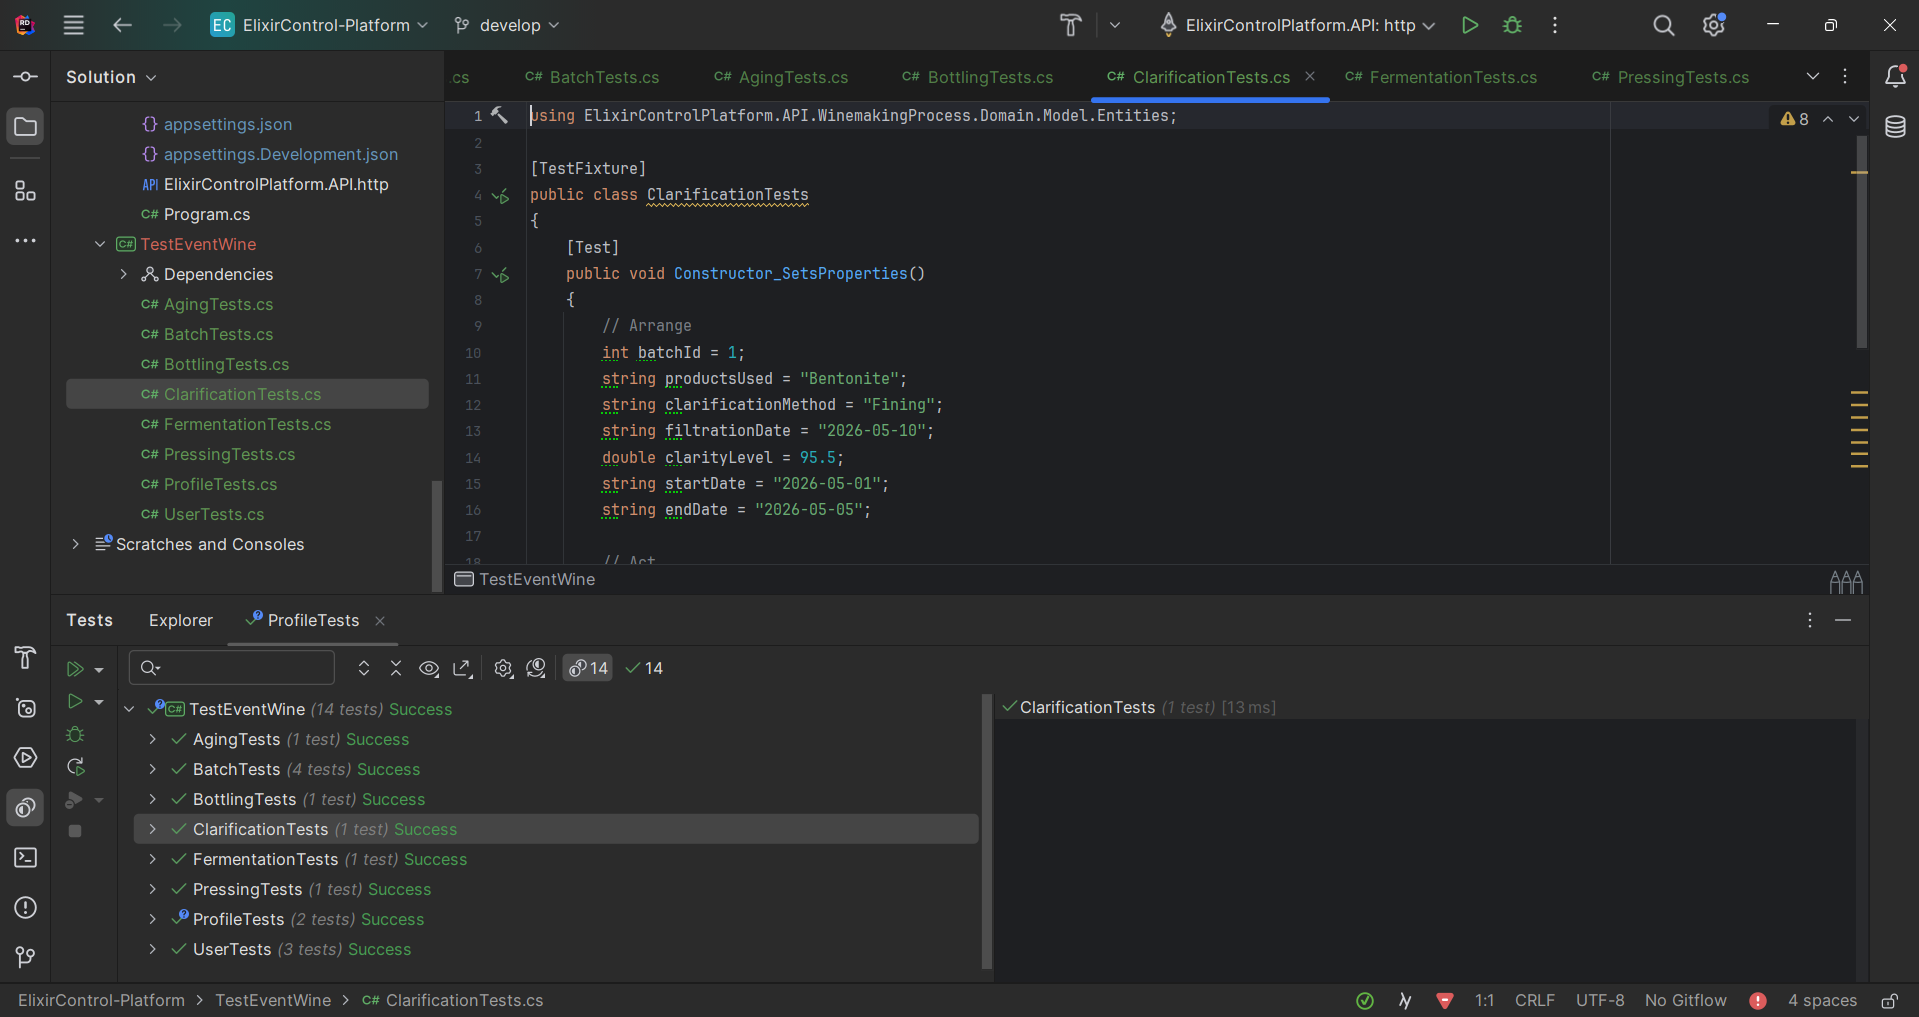 EC ElixirControl-Platform develop ElixirControlPlatform.API: http
Solution
.cs C# BatchTests.cs C# AgingTests.cs C# BottlingTests.cs C# ClarificationTests.cs C# FermentationTests.cs C# PressingTests.cs
{} appsettings.json
{} appsettings.Development.json
API ElixirControlPlatform.API.http
C# Program.cs
C# TestEventWine
Dependencies
C# AgingTests.cs
C# BatchTests.cs
C# BottlingTests.cs
C# ClarificationTests.cs
C# FermentationTests.cs
C# PressingTests.cs
C# ProfileTests.cs
C# UserTests.cs
Scratches and Consoles
1 using ElixirControlPlatform.API.WinemakingProcess.Domain.Model.Entities; 8
2
3 [TestFixture]
4 public class ClarificationTests
5 {
6 [Test]
7 public void Constructor_SetsProperties()
8 {
9 // Arrange
10 int batchId = 1;
11 string productsUsed = "Bentonite";
12 string clarificationMethod = "Fining";
13 string filtrationDate = "2026-05-10";
14 double clarityLevel = 95.5;
15 string startDate = "2026-05-01";
16 string endDate = "2026-05-05";
17
18 // Act
TestEventWine
Tests Explorer ProfileTests
14 14
C# TestEventWine (14 tests) Success
AgingTests (1 test) Success
BatchTests (4 tests) Success
BottlingTests (1 test) Success
ClarificationTests (1 test) Success
FermentationTests (1 test) Success
PressingTests (1 test) Success
ProfileTests (2 tests) Success
UserTests (3 tests) Success
ClarificationTests (1 test) [13 ms]
ElixirControl-Platform > TestEventWine > C# ClarificationTests.cs 1:1 CRLF UTF-8 No Gitflow 4 spaces